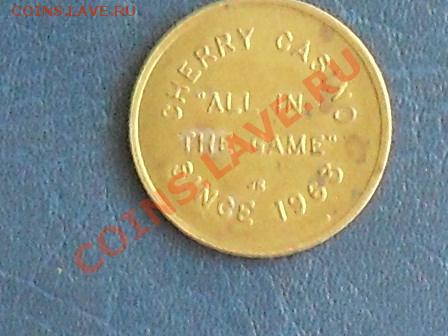 COINS.LAVE.RU
CHERRY CASINO
"ALL IN
THE GAME"
SINCE 1963
COINS.LAVE.RU